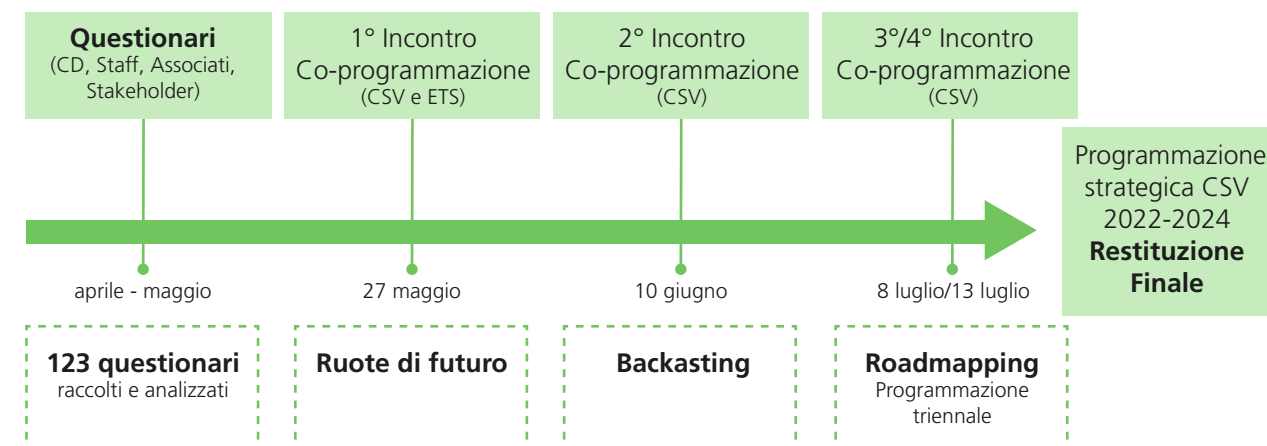 Questionari
(CD, Staff, Associati,
Stakeholder)
1° Incontro
Co-programmazione
(CSV e ETS)
2° Incontro
Co-programmazione
(CSV)
3°/4° Incontro
Co-programmazione
(CSV)
Programmazione
strategica CSV
2022-2024
Restituzione
Finale
aprile - maggio
27 maggio
10 giugno
8 luglio/13 luglio
123 questionari
raccolti e analizzati
Ruote di futuro
Backasting
Roadmapping
Programmazione
triennale